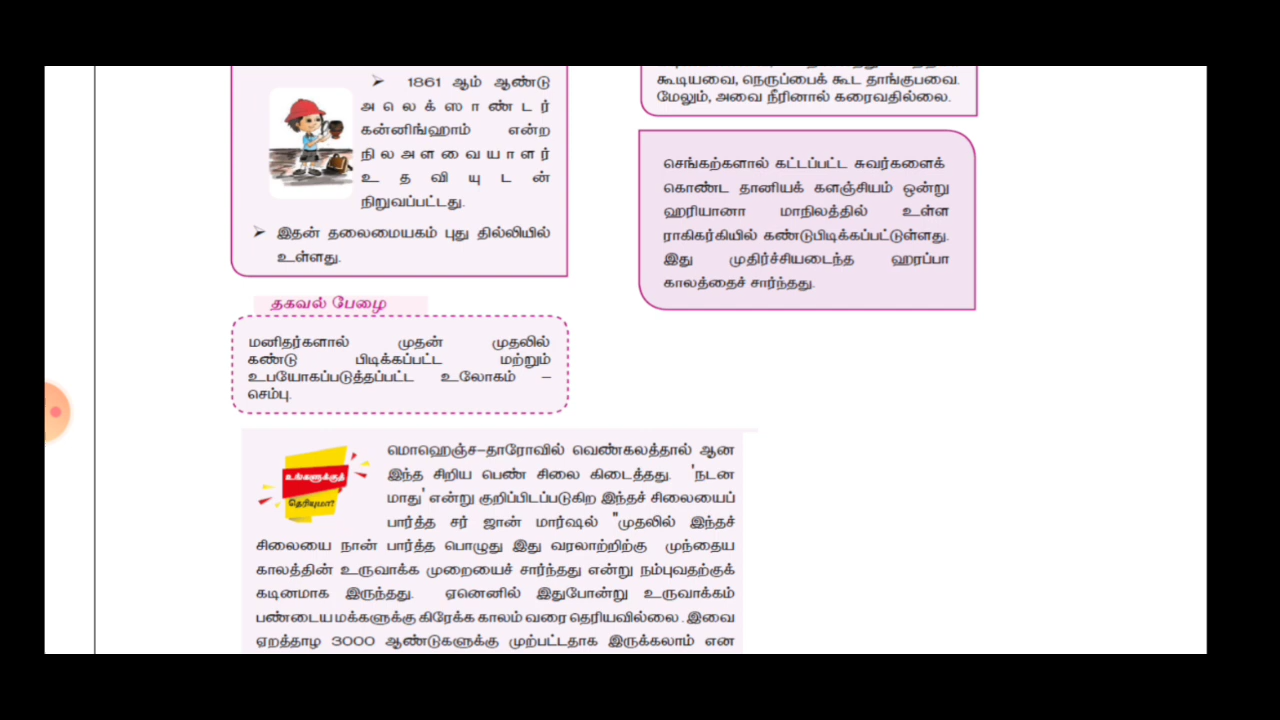 ➤ 1861 ஆம் ஆண்டு
அலெக்ஸாண்டர்
கன்னிங்ஹாம் என்ற
நிலஅளவையாளர்
உதவியுடன்
நிறுவப்பட்டது.
➤ இதன் தலைமையகம் புது தில்லியில்
உள்ளது.
தகவல் பேழை
மனிதர்களால் முதன் முதலில்
கண்டு பிடிக்கப்பட்ட மற்றும்
உபயோகப்படுத்தப்பட்ட உலோகம் –
செம்பு.
கூடியவை, நெருப்பைக் கூட தாங்குபவை.
மேலும், அவை நீரினால் கரைவதில்லை.
செங்கற்களால் கட்டப்பட்ட சுவர்களைக்
கொண்ட தானியக் களஞ்சியம் ஒன்று
ஹரியானா மாநிலத்தில் உள்ள
ராகிகர்கியில் கண்டுபிடிக்கப்பட்டுள்ளது.
இது முதிர்ச்சியடைந்த ஹரப்பா
காலத்தைச் சார்ந்தது.
உங்களுக்குத்
தெரியுமா?
மொஹெஞ்ச–தாரோவில் வெண்கலத்தால் ஆன
இந்த சிறிய பெண் சிலை கிடைத்தது. 'நடன
மாது' என்று குறிப்பிடப்படுகிற இந்தச் சிலையைப்
பார்த்த சர் ஜான் மார்ஷல் "முதலில் இந்தச்
சிலையை நான் பார்த்த பொழுது இது வரலாற்றிற்கு முந்தைய
காலத்தின் உருவாக்க முறையைச் சார்ந்தது என்று நம்புவதற்குக்
கடினமாக இருந்தது. ஏனெனில் இதுபோன்று உருவாக்கம்
பண்டைய மக்களுக்கு கிரேக்க காலம் வரை தெரியவில்லை. இவை
ஏறத்தாழ 3000 ஆண்டுகளுக்கு முற்பட்டதாக இருக்கலாம் என